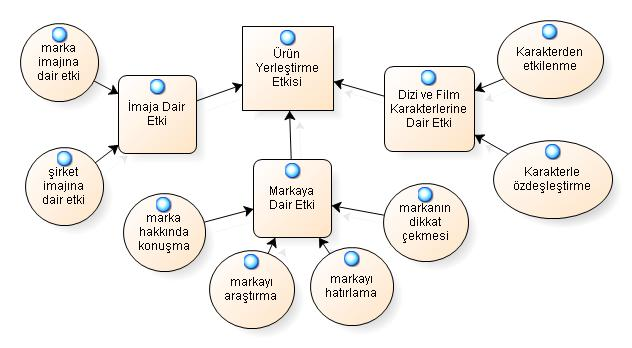 marka
imajına
dair etki
Ürün
Yerleştirme
Etkisi
Karakterden
etkilenme
İmaja Dair
Etki
Dizi ve Film
Karakterlerine
Dair Etki
şirket
imajına
dair etki
Markaya
Dair Etki
Karakterle
özdeşleştirme
marka
hakkında
konuşma
markanın
dikkat
çekmesi
markayı
araştırma
markayı
hatırlama